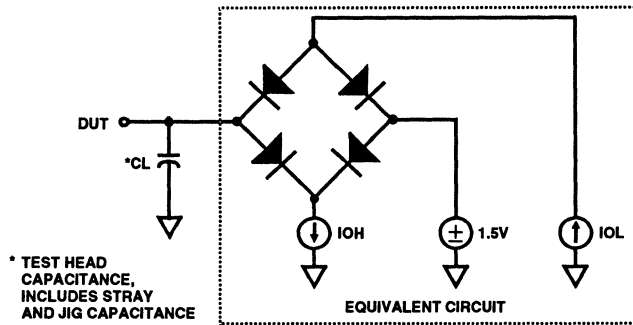 DUT
*CL
IOH
± 1.5V
IOL
* TEST HEAD
CAPACITANCE,
INCLUDES STRAY
AND JIG CAPACITANCE
EQUIVALENT CIRCUIT